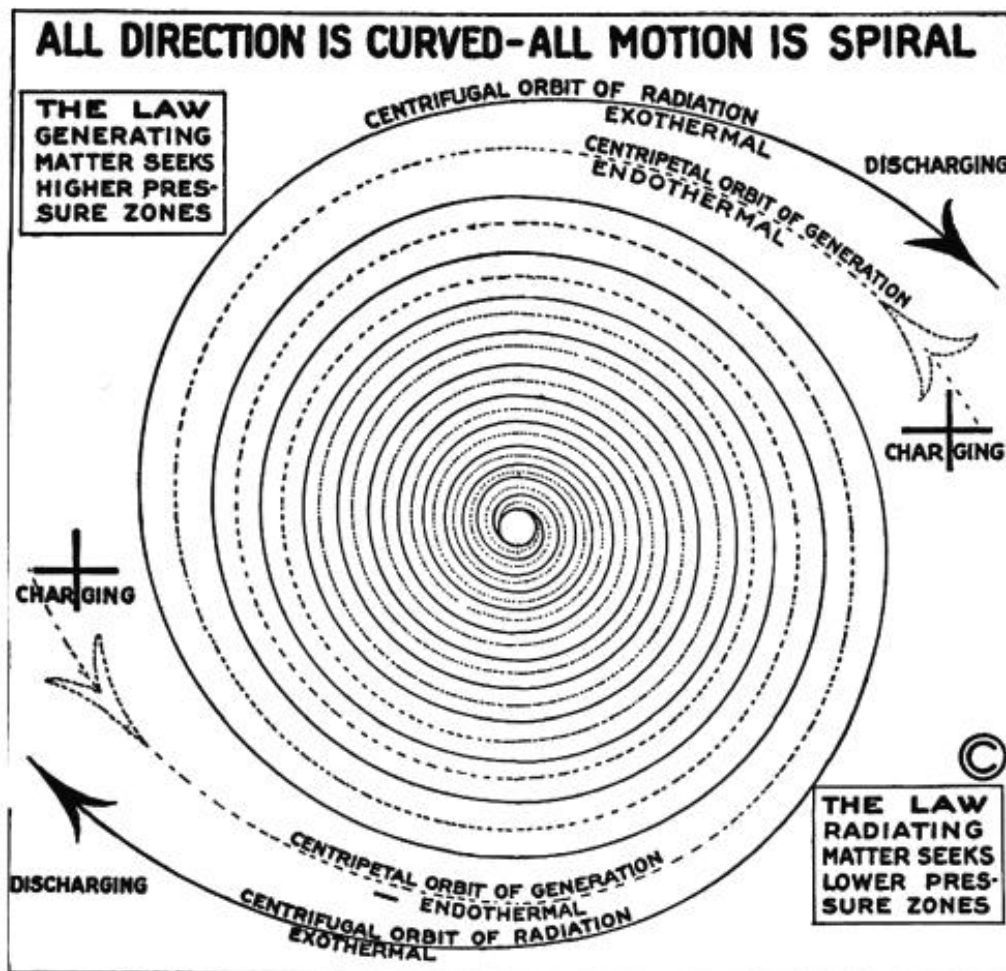 ALL DIRECTION IS CURVED-ALL MOTION IS SPIRAL
THE LAW
GENERATING
MATTER SEEKS
HIGHER PRES-
SURE ZONES
CENTRIFUGAL ORBIT OF RADIATION
EXOTHERMAL
CENTRIPETAL ORBIT OF GENERATION
ENDOTHERMAL
DISCHARGING
CHARGING
CHARGING
DISCHARGING
CENTRIPETAL ORBIT OF GENERATION
ENDOTHERMAL
CENTRIFUGAL ORBIT OF RADIATION
EXOTHERMAL
©
THE LAW
RADIATING
MATTER SEEKS
LOWER PRES-
SURE ZONES